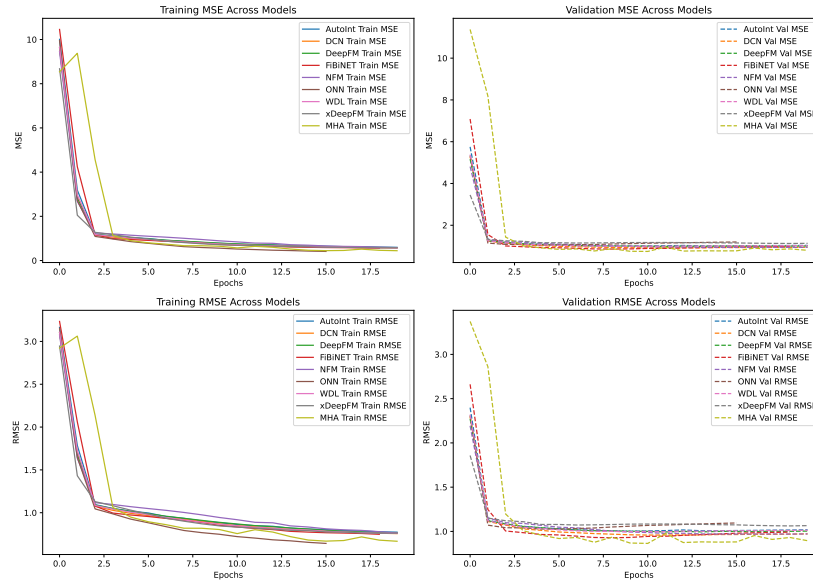 Training MSE Across Models
MSE
10
8
6
4
2
0
0.0 2.5 5.0 7.5 10.0 12.5 15.0 17.5
Epochs
AutoInt Train MSE
DCN Train MSE
DeepFM Train MSE
FiBiNET Train MSE
NFM Train MSE
ONN Train MSE
WDL Train MSE
xDeepFM Train MSE
MHA Train MSE
Validation MSE Across Models
MSE
10
8
6
4
2
0.0 2.5 5.0 7.5 10.0 12.5 15.0 17.5
Epochs
AutoInt Val MSE
DCN Val MSE
DeepFM Val MSE
FiBiNET Val MSE
NFM Val MSE
ONN Val MSE
WDL Val MSE
xDeepFM Val MSE
MHA Val MSE
Training RMSE Across Models
RMSE
3.0
2.5
2.0
1.5
1.0
0.0 2.5 5.0 7.5 10.0 12.5 15.0 17.5
Epochs
AutoInt Train RMSE
DCN Train RMSE
DeepFM Train RMSE
FiBiNET Train RMSE
NFM Train RMSE
ONN Train RMSE
WDL Train RMSE
xDeepFM Train RMSE
MHA Train RMSE
Validation RMSE Across Models
RMSE
3.0
2.5
2.0
1.5
1.0
0.0 2.5 5.0 7.5 10.0 12.5 15.0 17.5
Epochs
AutoInt Val RMSE
DCN Val RMSE
DeepFM Val RMSE
FiBiNET Val RMSE
NFM Val RMSE
ONN Val RMSE
WDL Val RMSE
xDeepFM Val RMSE
MHA Val RMSE